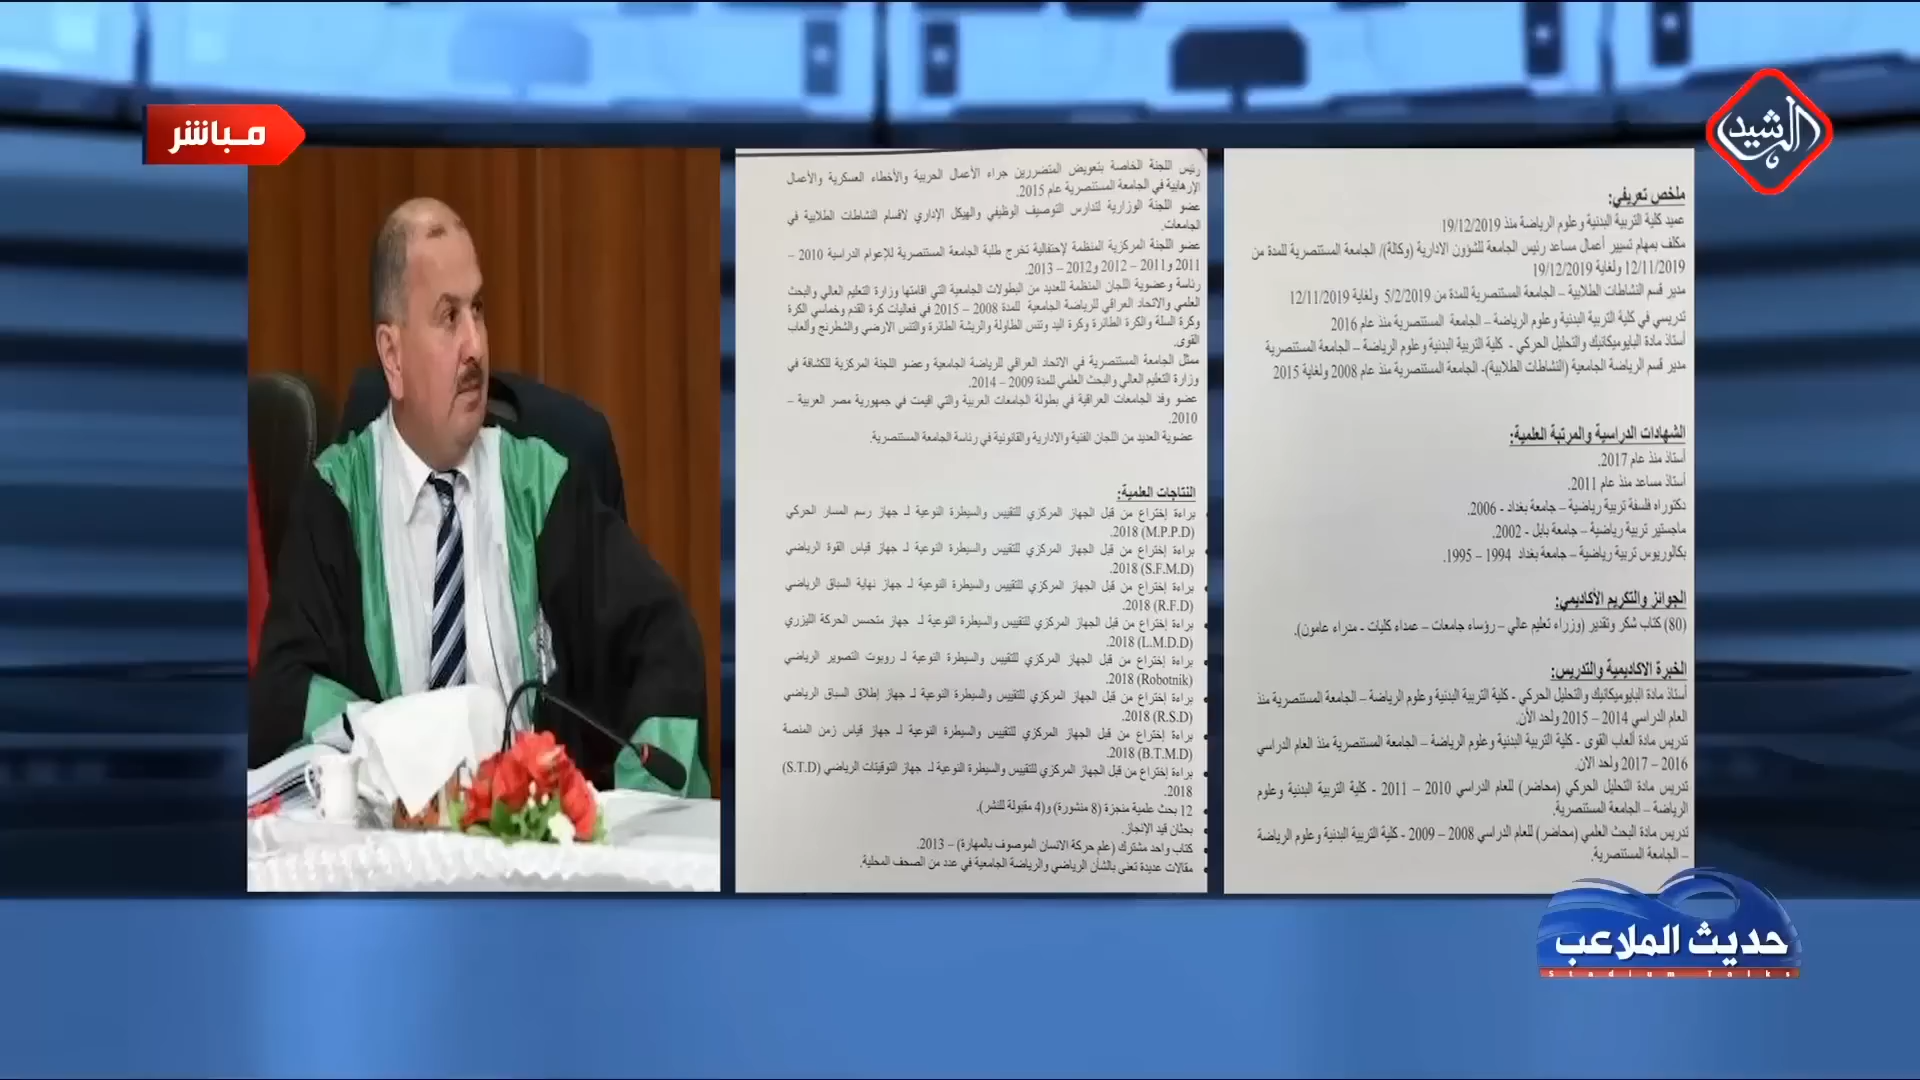 مباشر
الرشيد
ملخص تعريفي:
عميد كلية التربية البدنية وعلوم الرياضة منذ 19/12/2019
مكلف بمهام تسيير أعمال مساعد رئيس الجامعة للشؤون الادارية (وكالة)/ الجامعة المستنصرية للمدة من
12/11/2019 ولغاية 19/12/2019
مدير قسم النشاطات الطلابية – الجامعة المستنصرية للمدة من 5/2/2019 ولغاية 12/11/2019
تدريسي في كلية التربية البدنية وعلوم الرياضة – الجامعة المستنصرية منذ عام 2016
أستاذ مادة البايوميكانيك والتحليل الحركي - كلية التربية البدنية وعلوم الرياضة – الجامعة المستنصرية
مدير قسم الرياضة الجامعية (النشاطات الطلابية)- الجامعة المستنصرية منذ عام 2008 ولغاية 2015
الشهادات الدراسية والمرتبة العلمية:
أستاذ منذ عام 2017.
أستاذ مساعد منذ عام 2011.
دكتوراه فلسفة تربية رياضية – جامعة بغداد - 2006.
ماجستير تربية رياضية – جامعة بابل - 2002.
بكالوريوس تربية رياضية – جامعة بغداد 1994 – 1995.
الجوائز والتكريم الأكاديمي:
(80) كتاب شكر وتقدير (وزراء تعليم عالي – رؤساء جامعات – عمداء كليات - مدراء عامون).
الخبرة الاكاديمية والتدريس:
أستاذ مادة البايوميكانيك والتحليل الحركي - كلية التربية البدنية وعلوم الرياضة – الجامعة المستنصرية منذ
العام الدراسي 2014 – 2015 ولحد الأن.
تدريس مادة ألعاب القوى - كلية التربية البدنية وعلوم الرياضة – الجامعة المستنصرية منذ العام الدراسي
2016 – 2017 ولحد الان.
تدريس مادة التحليل الحركي (محاضر) للعام الدراسي 2010 – 2011 - كلية التربية البدنية وعلوم
الرياضة – الجامعة المستنصرية.
تدريس مادة البحث العلمي (محاضر) للعام الدراسي 2008 – 2009 - كلية التربية البدنية وعلوم الرياضة
– الجامعة المستنصرية.
رئيس اللجنة الخاصة بتعويض المتضررين جراء الأعمال الحربية والأخطاء العسكرية والأعمال
الإرهابية في الجامعة المستنصرية عام 2015.
عضو اللجنة الوزارية لتدارس التوصيف الوظيفي والهيكل الإداري لاقسام النشاطات الطلابية في
الجامعات.
عضو اللجنة المركزية المنظمة لإحتفالية تخرج طلبة الجامعة المستنصرية للإعوام الدراسية 2010 –
2011 و2011 – 2012 و2012 – 2013.
رئاسة وعضوية اللجان المنظمة للعديد من البطولات الجامعية التي اقامتها وزارة التعليم العالي والبحث
العلمي والاتحاد العراقي للرياضة الجامعية للمدة 2008 – 2015 في فعاليات كرة القدم وخماسي الكرة
وكرة السلة والكرة الطائرة وكرة اليد وتنس الطاولة والريشة الطائرة والتنس الارضي والشطرنج وألعاب
القوى.
ممثل الجامعة المستنصرية في الاتحاد العراقي للرياضة الجامعية وعضو اللجنة المركزية للكشافة في
وزارة التعليم العالي والبحث العلمي للمدة 2009 – 2014.
عضو وفد الجامعات العراقية في بطولة الجامعات العربية والتي اقيمت في جمهورية مصر العربية –
2010.
عضوية العديد من اللجان الفنية والادارية والقانونية في رئاسة الجامعة المستنصرية.
النتاجات العلمية:
براءة إختراع من قبل الجهاز المركزي للتقييس والسيطرة النوعية لـ جهاز رسم المسار الحركي
(M.P.P.D) 2018.
براءة إختراع من قبل الجهاز المركزي للتقييس والسيطرة النوعية لـ جهاز قياس القوة الرياضي
(S.F.M.D) 2018.
براءة إختراع من قبل الجهاز المركزي للتقييس والسيطرة النوعية لـ جهاز نهاية السباق الرياضي
(R.F.D) 2018.
براءة إختراع من قبل الجهاز المركزي للتقييس والسيطرة النوعية لـ جهاز متحسس الحركة الليزري
(L.M.D.D) 2018.
براءة إختراع من قبل الجهاز المركزي للتقييس والسيطرة النوعية لـ روبوت التصوير الرياضي
(Robotnik) 2018.
براءة إختراع من قبل الجهاز المركزي للتقييس والسيطرة النوعية لـ جهاز إطلاق السباق الرياضي
(R.S.D) 2018.
براءة إختراع من قبل الجهاز المركزي للتقييس والسيطرة النوعية لـ جهاز قياس زمن المنصة
(B.T.M.D) 2018.
براءة إختراع من قبل الجهاز المركزي للتقييس والسيطرة النوعية لـ جهاز التوقيتات الرياضي (S.T.D)
2018.
12 بحث علمية منجزة (8 منشورة) و(4 مقبولة للنشر).
بحثان قيد الإنجاز.
كتاب واحد مشترك (علم حركة الانسان الموصوف بالمهارة) – 2013.
مقالات عديدة تعنى بالشأن الرياضي والرياضة الجامعية في عدد من الصحف المحلية.
حديث الملاعب
Stadium Talks